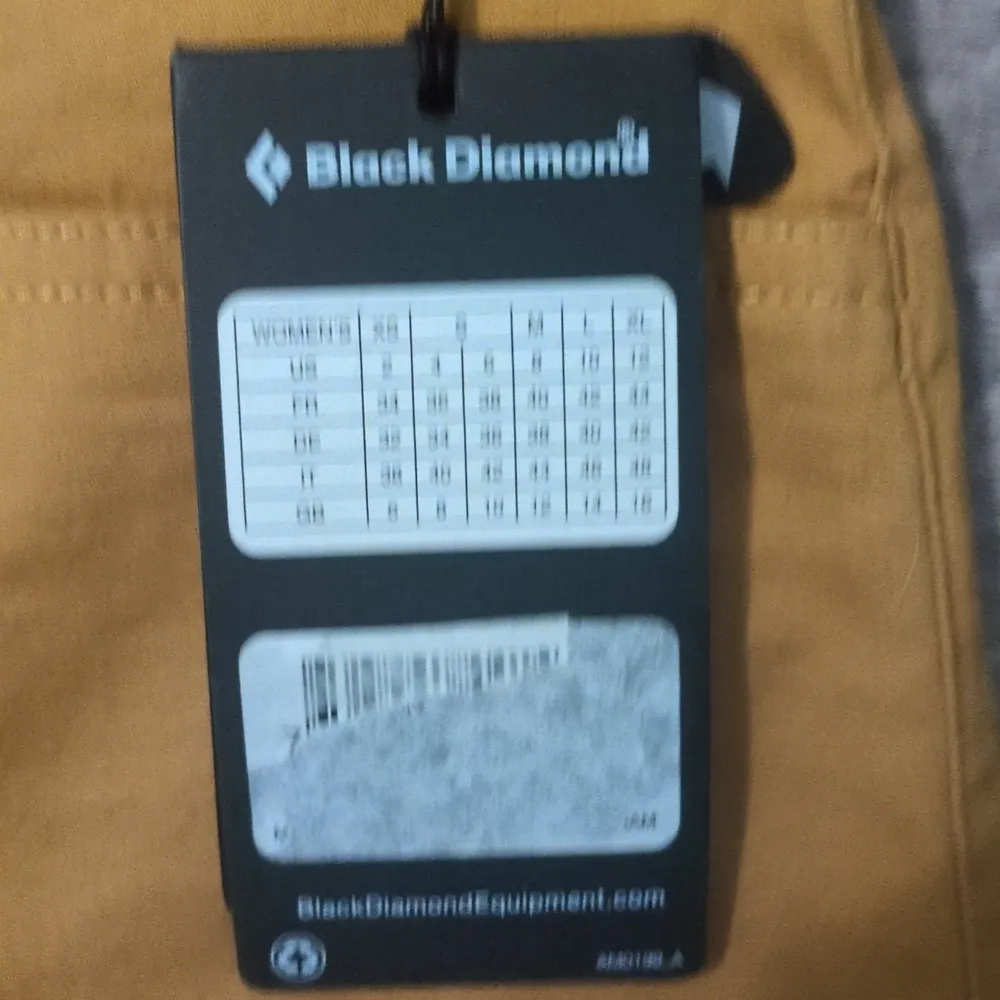 Black Diamond®
WOMEN'S XS S M L XL
US 2 4 6 8 10 12
FR 34 36 38 40 42 44
DE 32 34 36 38 40 42
IT 38 40 42 44 46 48
GB 6 8 10 12 14 16
BlackDiamondEquipment.com